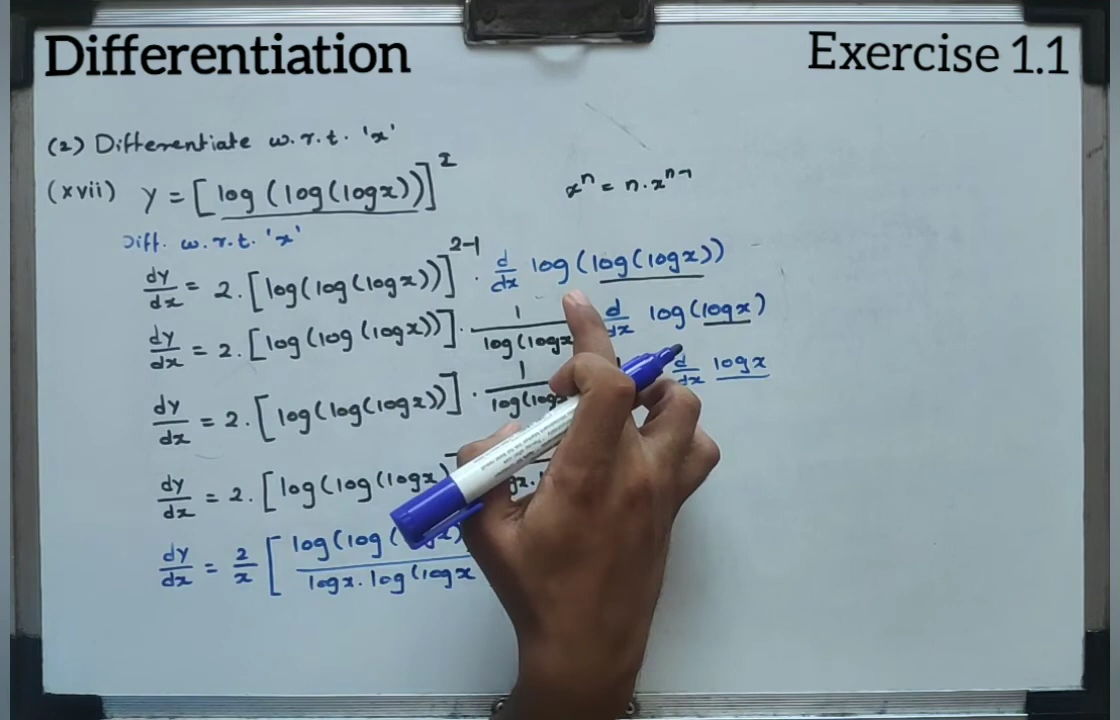 Differentiation Exercise 1.1
(2) Differentiate w.r.t. 'x'
(xvii) y = [log (log(logx))]^2 x^n = n.x^n-1
Diff. w.r.t. 'x'
dy/dx = 2.[log(log(logx))]^2-1 . d/dx log(log(logx))
dy/dx = 2.[log(log(logx))]. 1/log(logx d/dx log(logx)
dy/dx = 2.[log(log(logx))]. 1/log(log d/dx logx
dy/dx = 2.[log(log(logx)
dy/dx = 2/x [log(log( / logx.log(logx